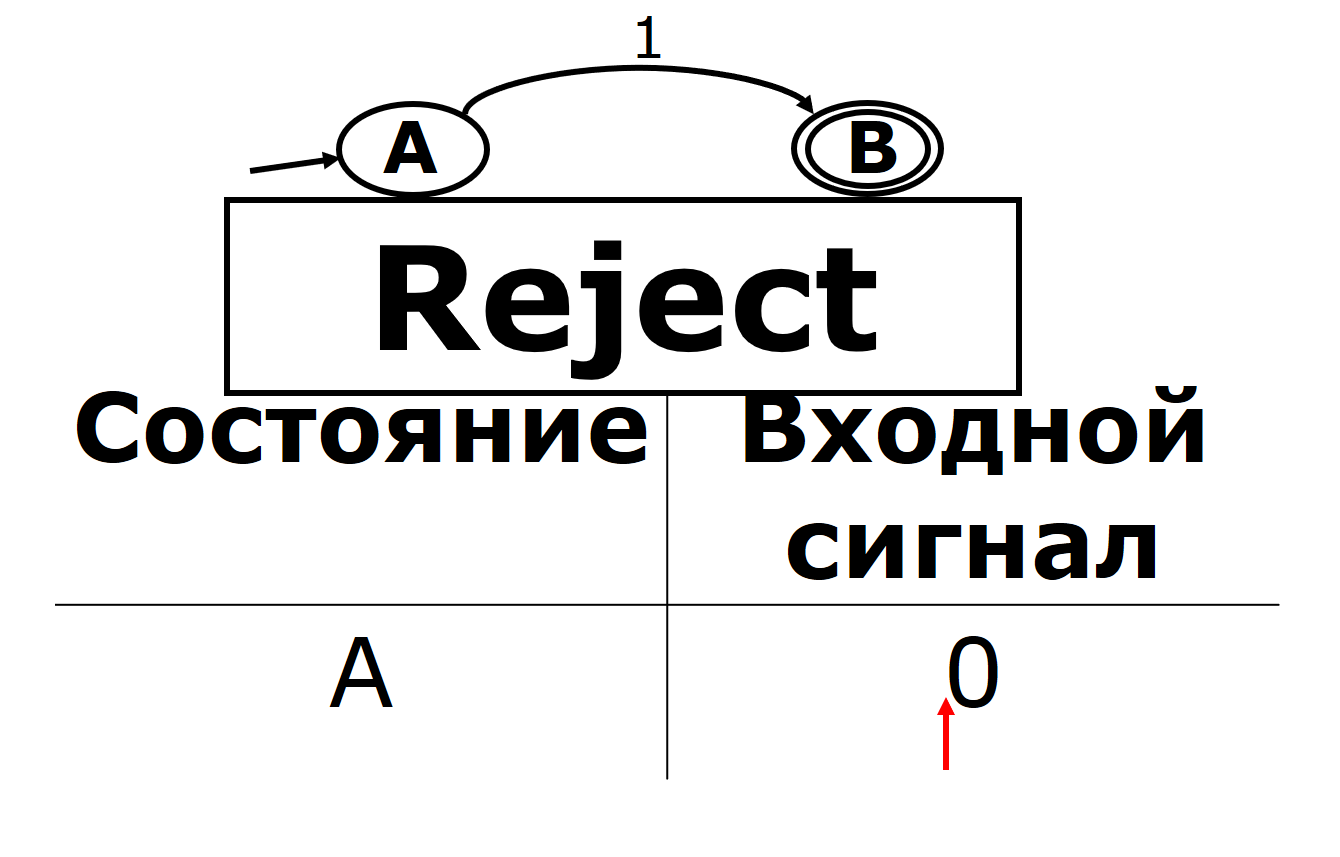 1
A B
Reject
Состояние Входной
сигнал
A 0